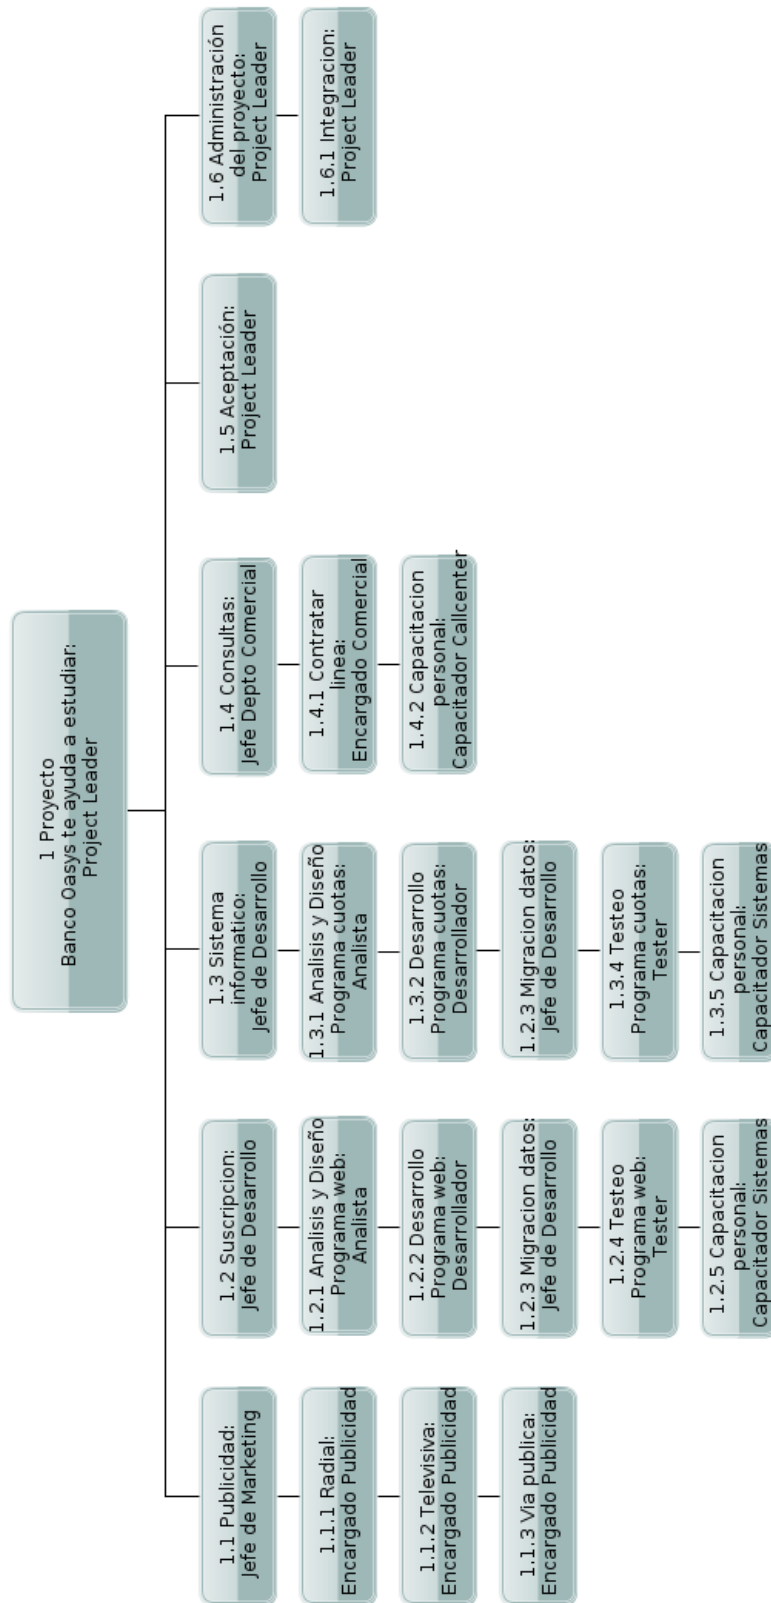 1 Proyecto
Banco Oasys te ayuda a estudiar:
Project Leader
1.1 Publicidad:
Jefe de Marketing
1.1.1 Radial:
Encargado Publicidad
1.1.2 Televisiva:
Encargado Publicidad
1.1.3 Via publica:
Encargado Publicidad
1.2 Suscripcion:
Jefe de Desarrollo
1.2.1 Analisis y Diseño
Programa web:
Analista
1.2.2 Desarrollo
Programa web:
Desarrollador
1.2.3 Migracion datos:
Jefe de Desarrollo
1.2.4 Testeo
Programa web:
Tester
1.2.5 Capacitacion
personal:
Capacitador Sistemas
1.3 Sistema
informatico:
Jefe de Desarrollo
1.3.1 Analisis y Diseño
Programa cuotas:
Analista
1.3.2 Desarrollo
Programa cuotas:
Desarrollador
1.2.3 Migracion datos:
Jefe de Desarrollo
1.3.4 Testeo
Programa cuotas:
Tester
1.3.5 Capacitacion
personal:
Capacitador Sistemas
1.4 Consultas:
Jefe Depto Comercial
1.4.1 Contratar
linea:
Encargado Comercial
1.4.2 Capacitacion
personal:
Capacitador Callcenter
1.5 Aceptación:
Project Leader
1.6 Administración
del proyecto:
Project Leader
1.6.1 Integracion:
Project Leader